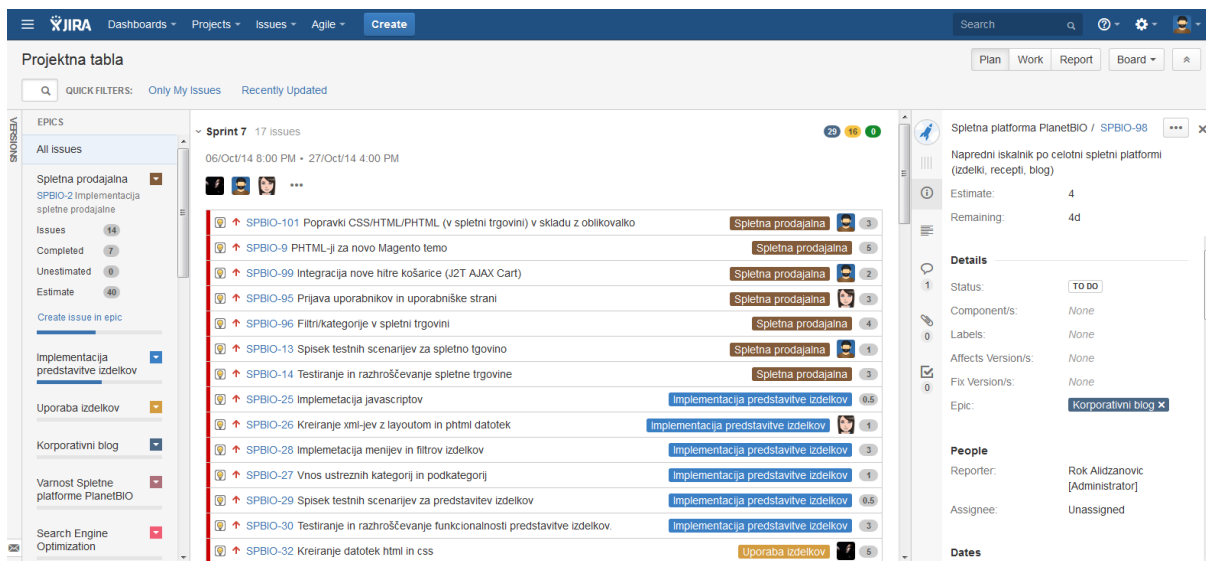 JIRA Dashboards Projects Issues Agile Create Search
Projektna tabla
Plan Work Report Board
QUICK FILTERS: Only My Issues Recently Updated
VERSIONS
EPICS
All issues
Spletna prodajalna
SPBIO-2 Implementacija
spletne prodajalne
Issues 14
Completed 7
Unestimated 0
Estimate 40
Create issue in epic
Implementacija
predstavitve izdelkov
Uporaba izdelkov
Korporativni blog
Varnost Spletne
platforme PlanetBIO
Search Engine
Optimization
Sprint 7 17 issues 29 16 0
06/Oct/14 8:00 PM • 27/Oct/14 4:00 PM
SPBIO-101 Popravki CSS/HTML/PHTML (v spletni trgovini) v skladu z oblikovalko Spletna prodajalna 3
SPBIO-9 PHTML-ji za novo Magento temo Spletna prodajalna 5
SPBIO-99 Integracija nove hitre košarice (J2T AJAX Cart) Spletna prodajalna 2
SPBIO-95 Prijava uporabnikov in uporabniške strani Spletna prodajalna 3
SPBIO-96 Filtri/kategorije v spletni trgovini Spletna prodajalna 4
SPBIO-13 Spisek testnih scenarijev za spletno tgovino Spletna prodajalna 1
SPBIO-14 Testiranje in razhroščevanje spletne trgovine Spletna prodajalna 3
SPBIO-25 Implemetacija javascriptov Implementacija predstavitve izdelkov 0.5
SPBIO-26 Kreiranje xml-jev z layoutom in phtml datotek Implementacija predstavitve izdelkov 1
SPBIO-28 Implemetacija menijev in filtrov izdelkov Implementacija predstavitve izdelkov 3
SPBIO-27 Vnos ustreznih kategorij in podkategorij Implementacija predstavitve izdelkov 1
SPBIO-29 Spisek testnih scenarijev za predstavitev izdelkov Implementacija predstavitve izdelkov 0.5
SPBIO-30 Testiranje in razhroščevanje funkcionalnosti predstavitve izdelkov. Implementacija predstavitve izdelkov 3
SPBIO-32 Kreiranje datotek html in css Uporaba izdelkov 5
1
0
0
Spletna platforma PlanetBIO / SPBIO-98
Napredni iskalnik po celotni spletni platformi
(izdelki, recepti, blog)
Estimate: 4
Remaining: 4d
Details
Status: TO DO
Component/s: None
Labels: None
Affects Version/s: None
Fix Version/s: None
Epic: Korporativni blog
People
Reporter: Rok Alidzanovic
[Administrator]
Assignee: Unassigned
Dates